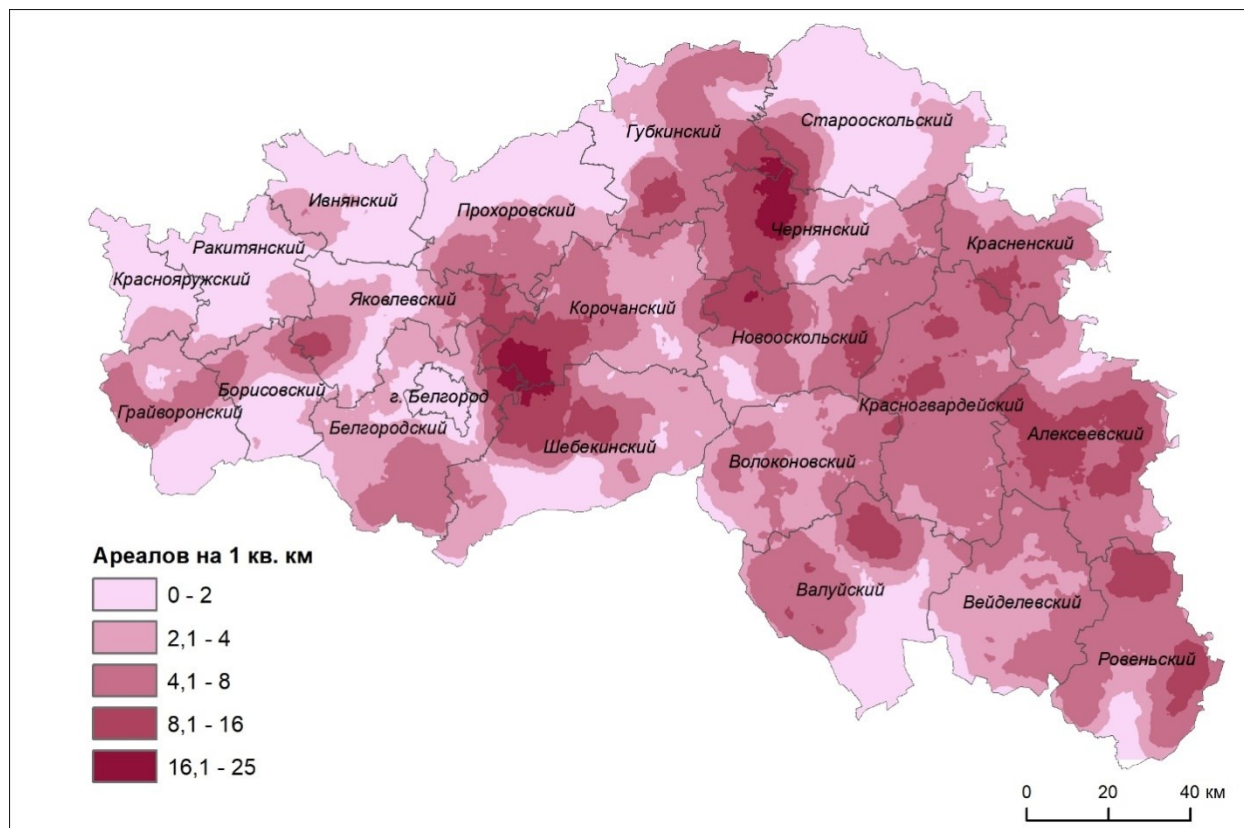 Губкинский
Старооскольский
Ивнянский
Прохоровский
Чернянский
Красненский
Ракитянский
Краснояружский
Яковлевский
Корочанский
Новооскольский
Борисовский
г. Белгород
Грайворонский
Белгородский
Шебекинский
Красногвардейский
Алексеевский
Волоконовский
Валуйский
Вейделевский
Ровеньский
Ареалов на 1 кв. км
0 - 2
2,1 - 4
4,1 - 8
8,1 - 16
16,1 - 25
0 20 40 км